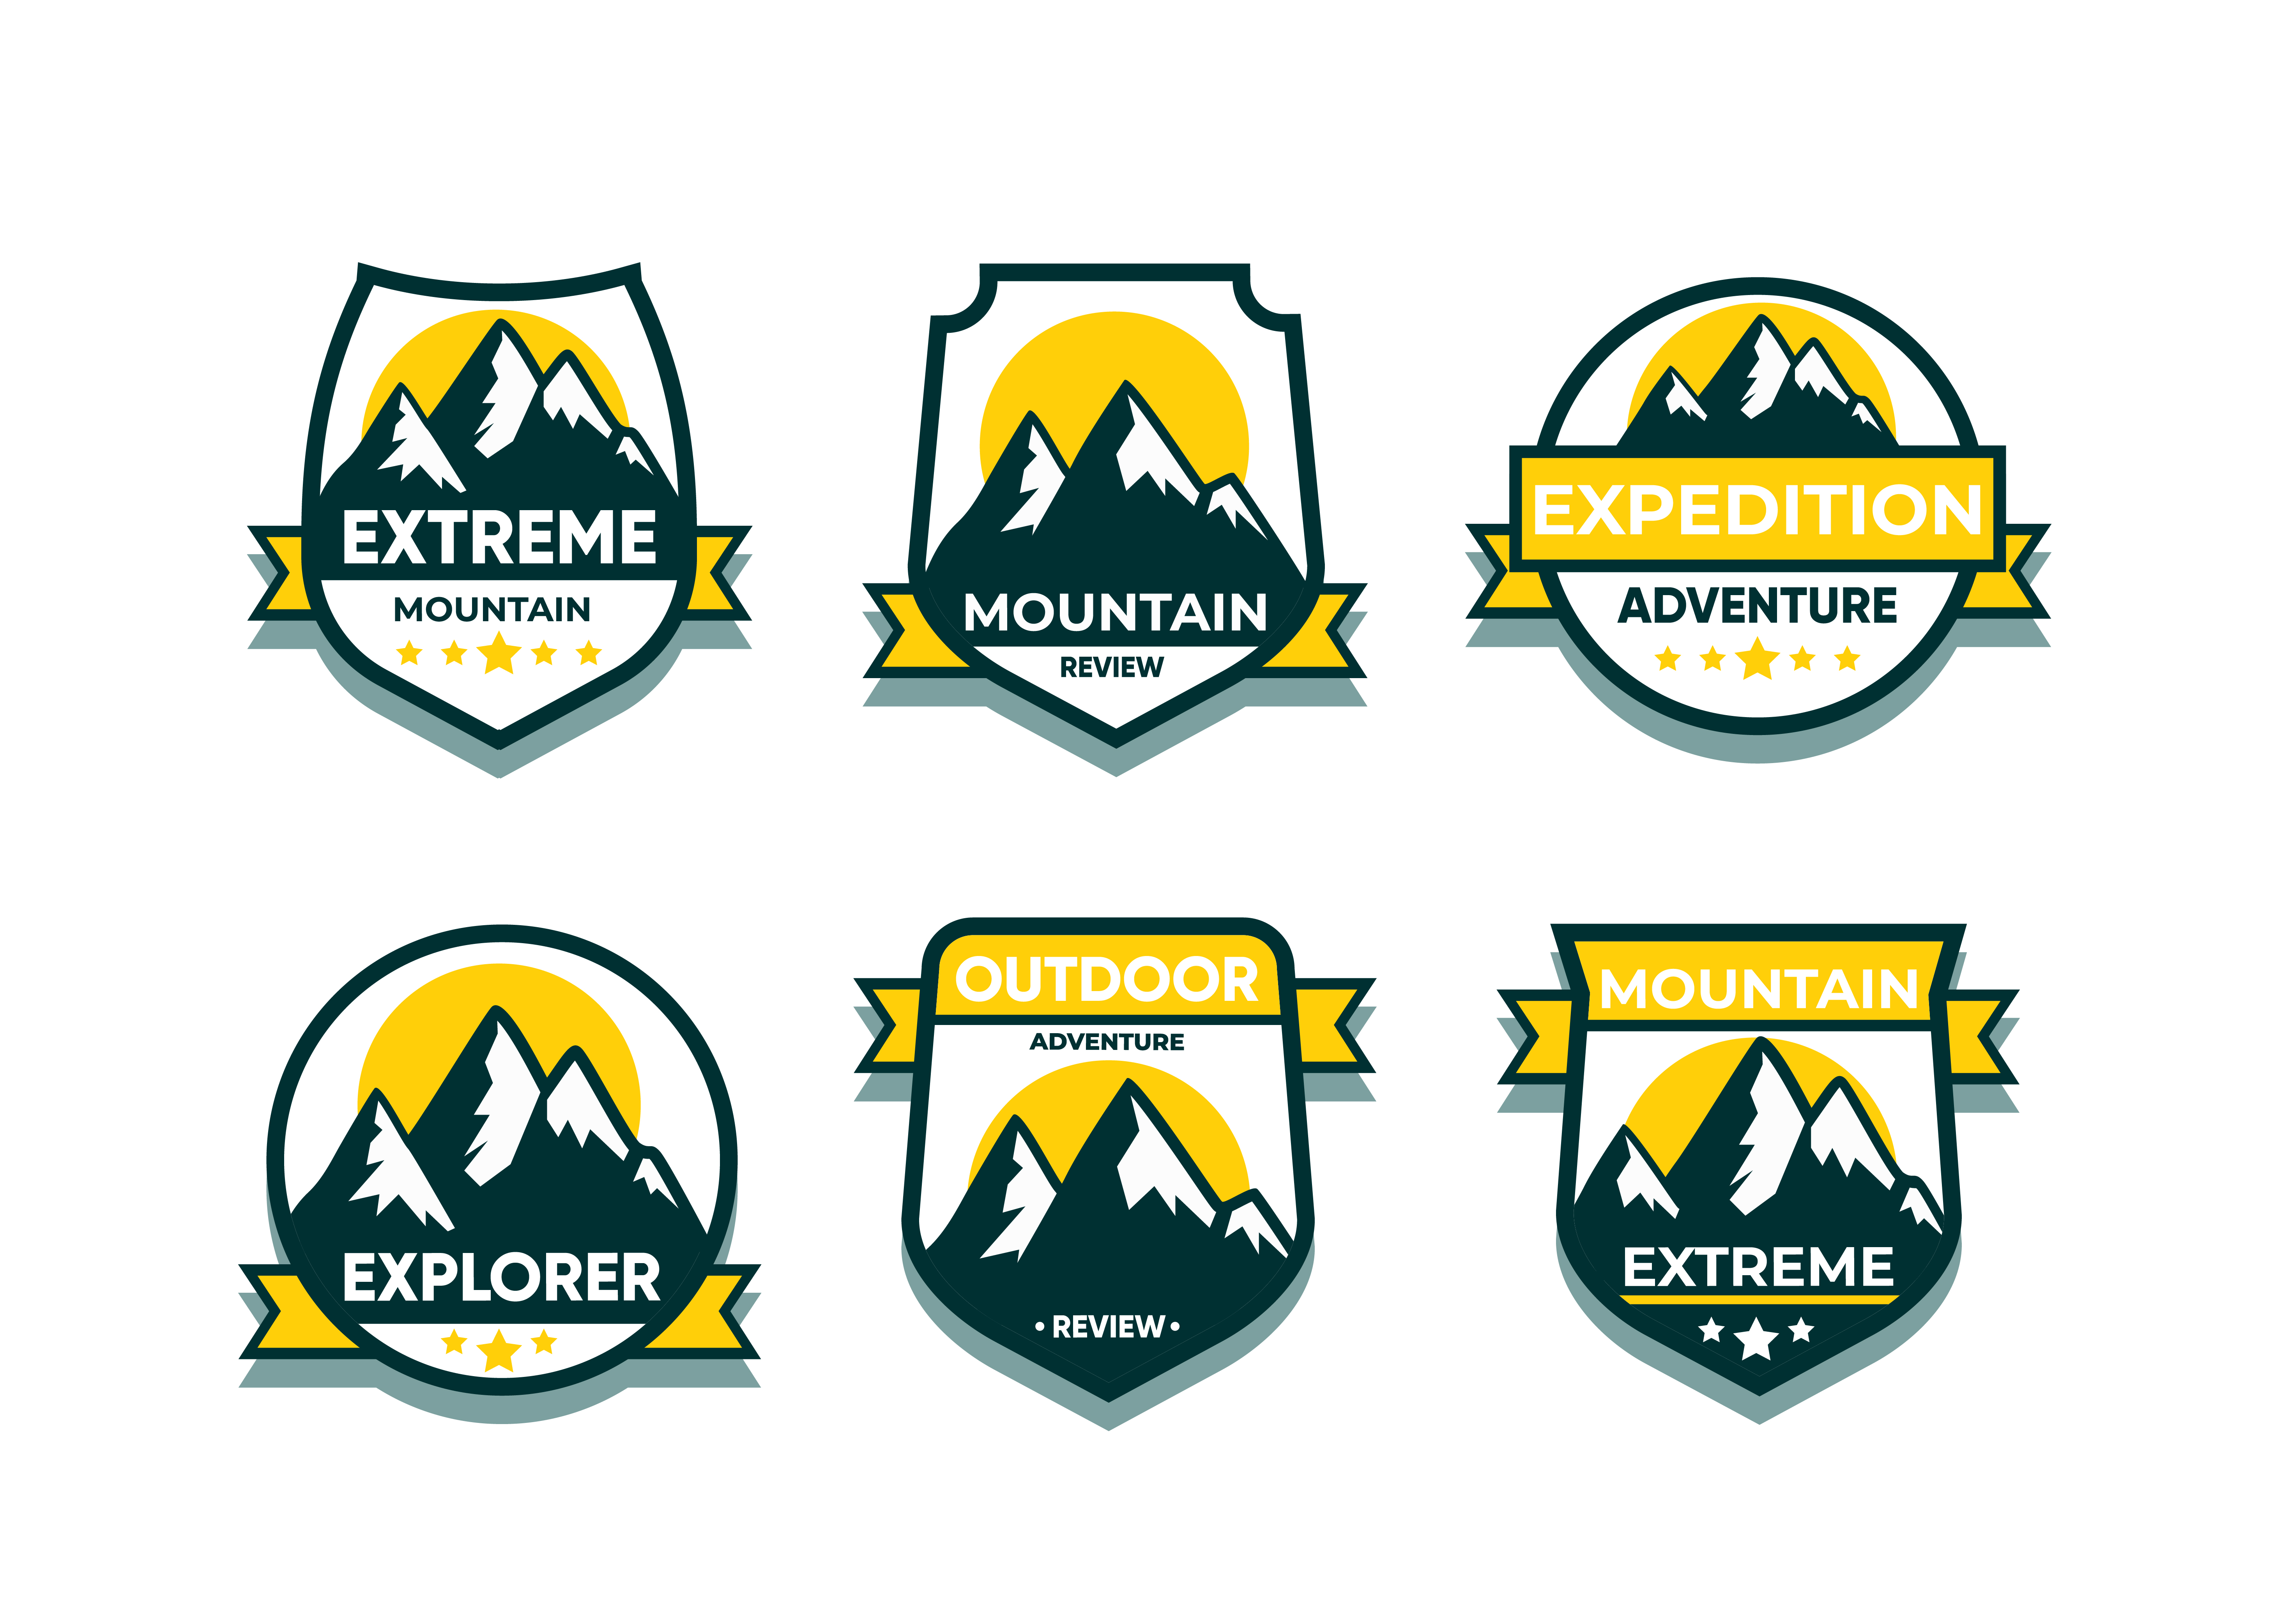 EXTREME
MOUNTAIN
MOUNTAIN
REVIEW
EXPEDITION
ADVENTURE
EXPLORER
OUTDOOR
ADVENTURE
• REVIEW •
MOUNTAIN
EXTREME